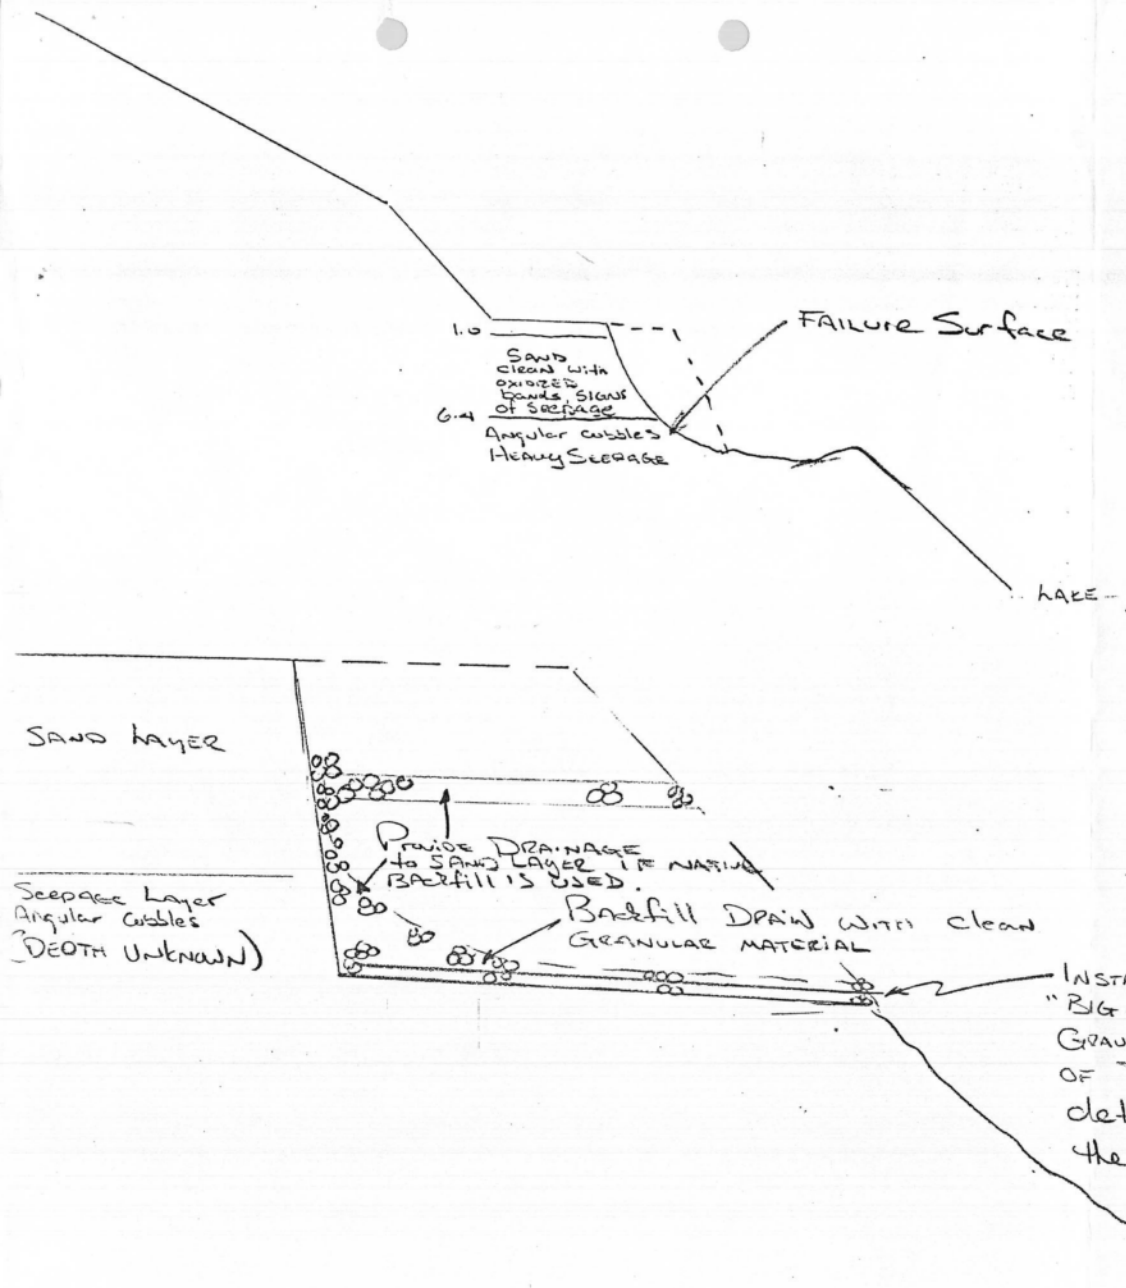 FAILURE Surface
1.0
SAND
clean with
OXIDIZED
bands, SIGNS
of Seepage
6.4
Angular cobbles
HEAVY SEEPAGE
LAKE
SAND LAYER
Provide DRAINAGE
to SAND LAYER IF NATIVE
BACKfill IS USED.
Seepage Layer
Angular Cobbles
(DEPTH UNKNOWN)
Backfill DRAIN WITH clean
GRANULAR MATERIAL
INSTA
"BIG
GRANU
OF
det
the